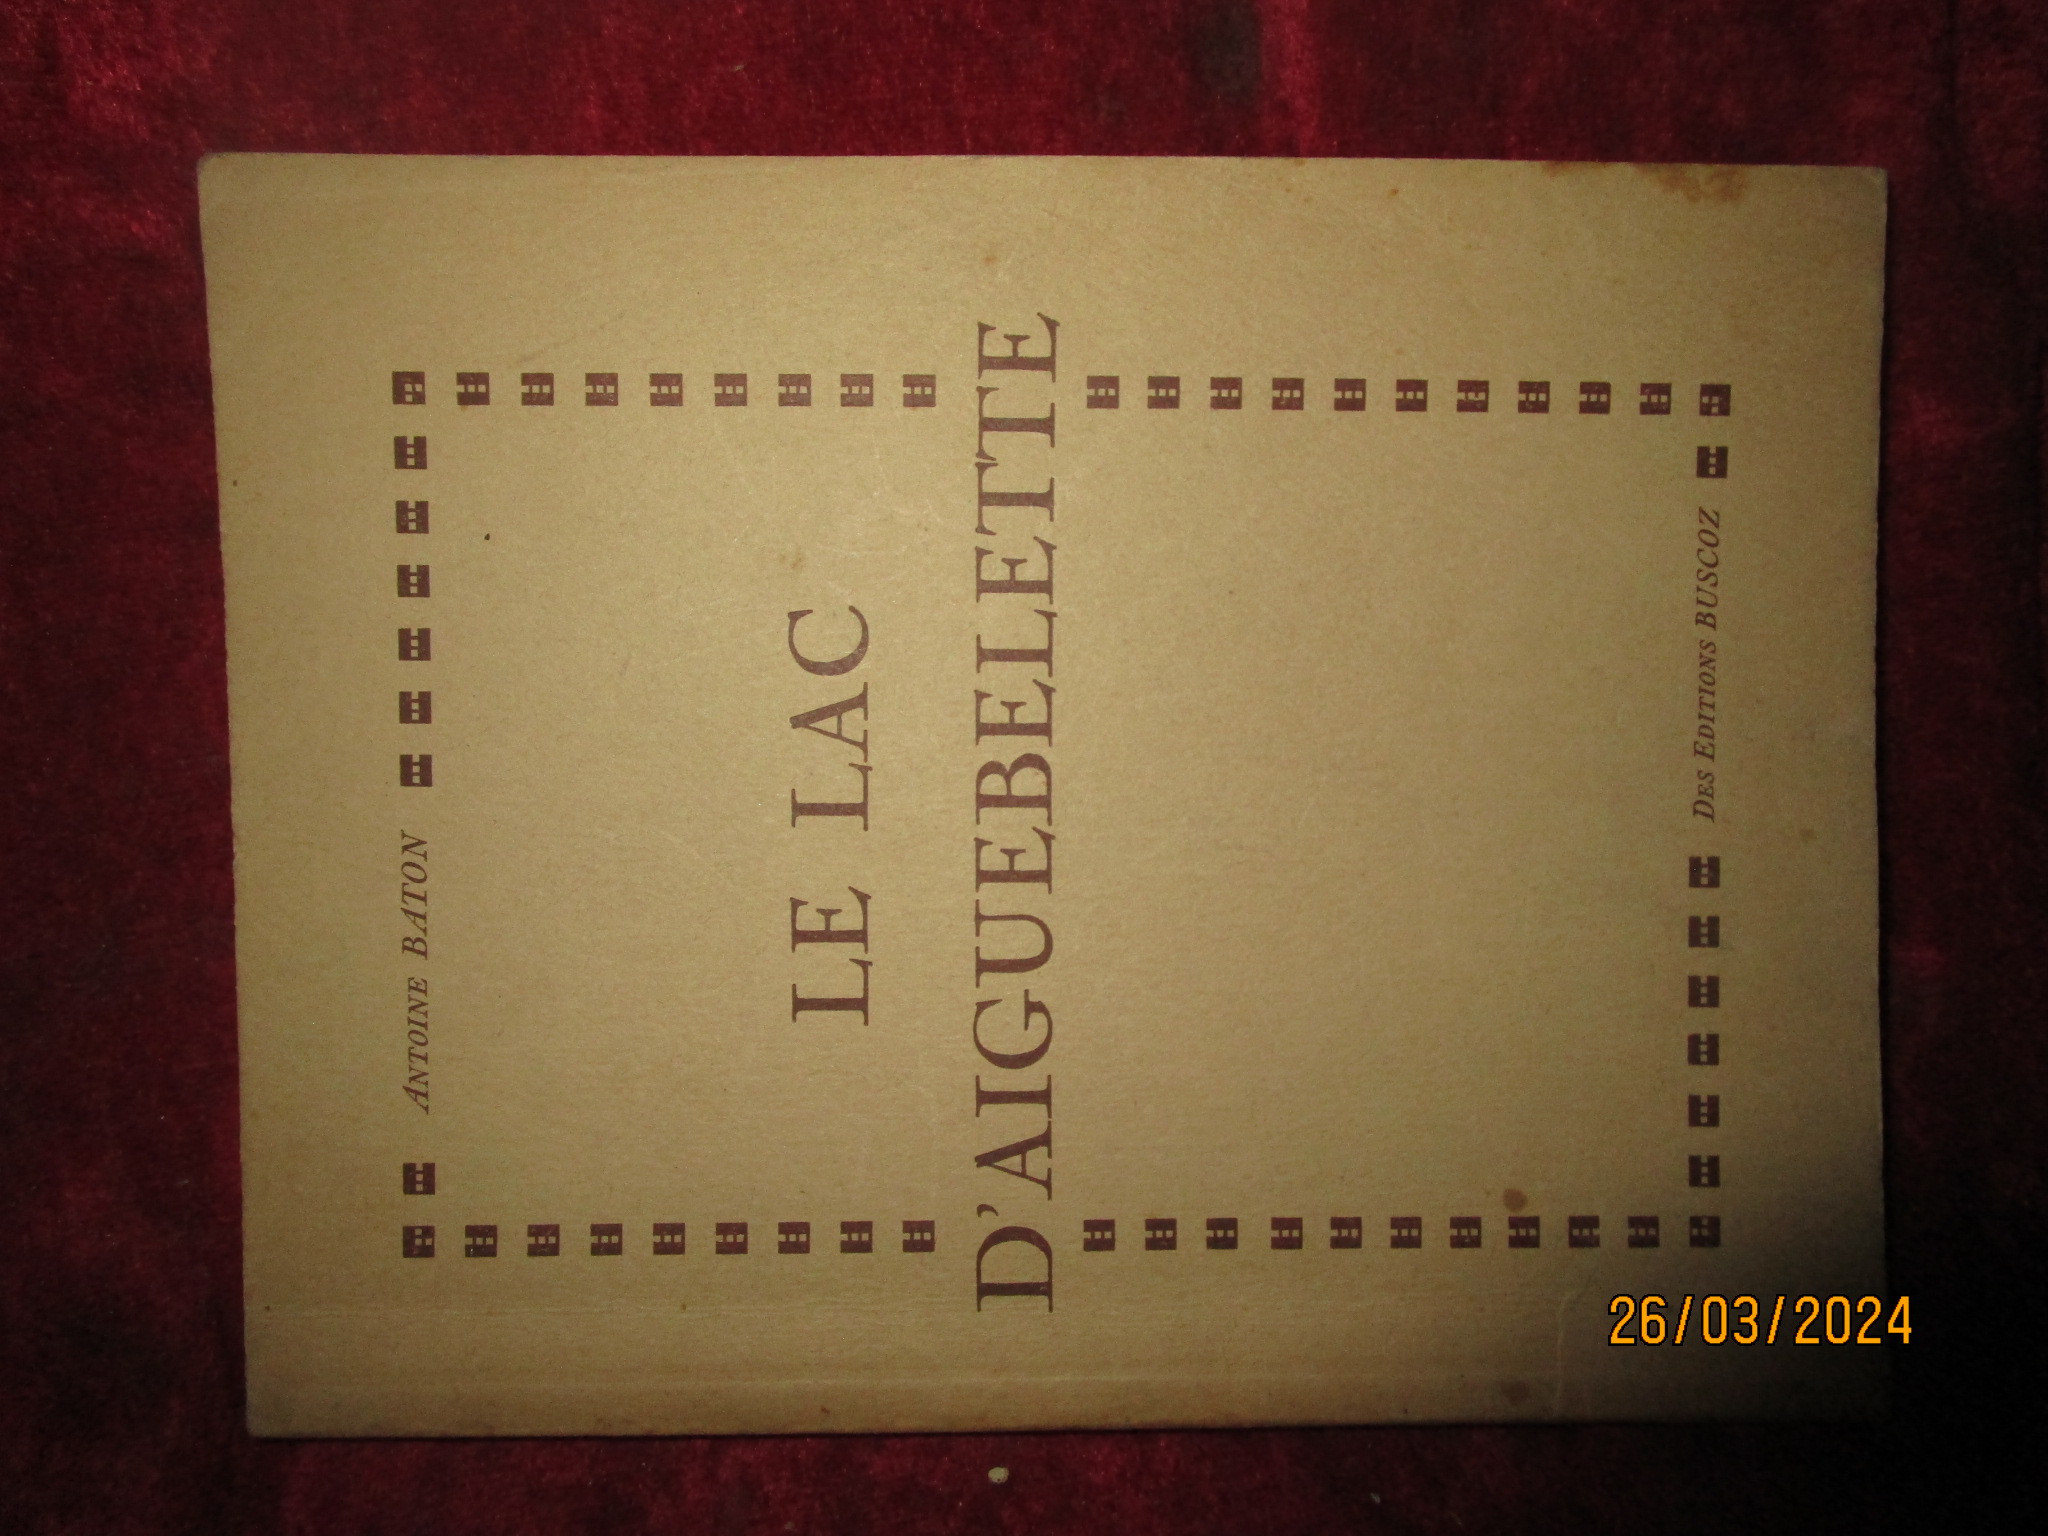 ANTOINE BATON
LE LAC
D'AIGUEBELETTE
DES EDITIONS BUSCOZ
26/03/2024